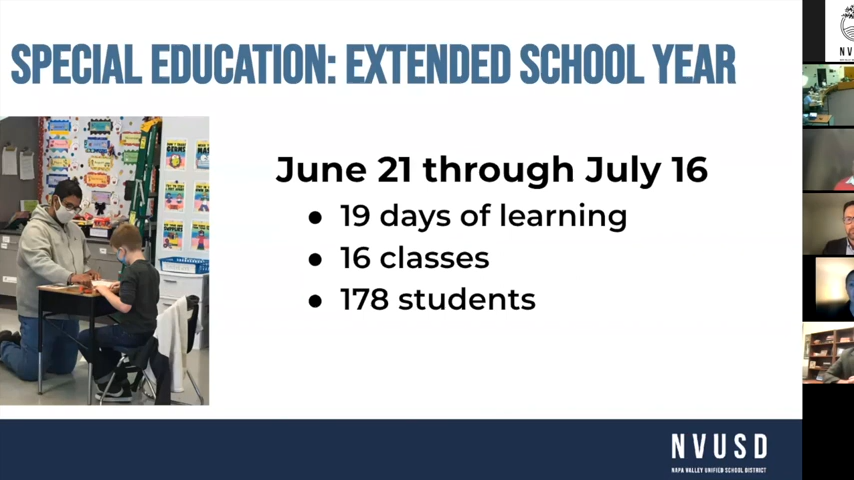 SPECIAL EDUCATION: EXTENDED SCHOOL YEAR
June 21 through July 16
● 19 days of learning
● 16 classes
● 178 students
NVUSD
NAPA VALLEY UNIFIED SCHOOL DISTRICT